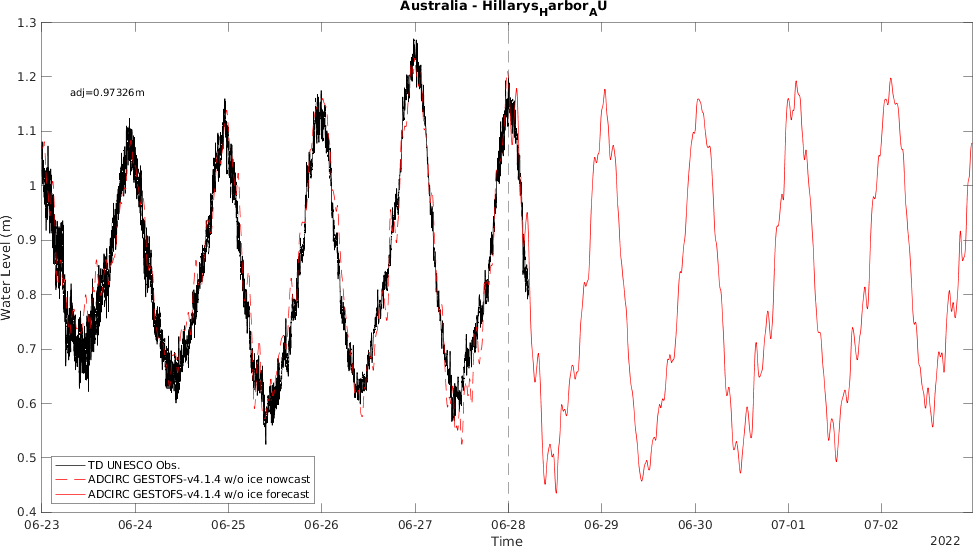 Australia - HillarysHarborAU
1.3
1.2
1.1
1
0.9
0.8
0.7
0.6
0.5
0.4
Water Level (m)
adj=0.97326m
TD UNESCO Obs.
ADCIRC GESTOFS-v4.1.4 w/o ice nowcast
ADCIRC GESTOFS-v4.1.4 w/o ice forecast
06-23 06-24 06-25 06-26 06-27 06-28 06-29 06-30 07-01 07-02
Time
2022